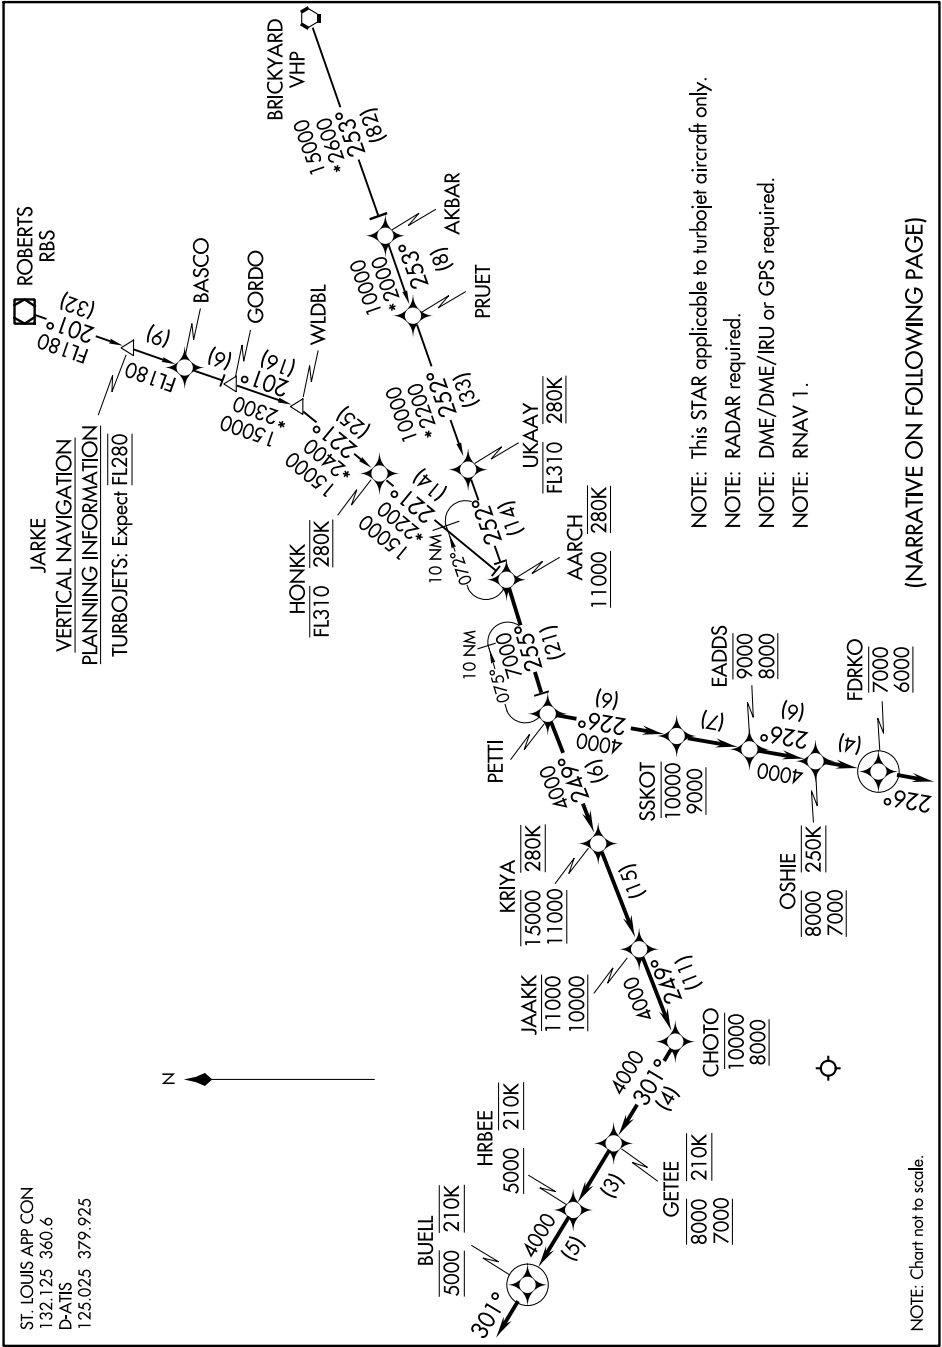 ST. LOUIS APP CON
132.125 360.6
D-ATIS
125.025 379.925
N
JARKE
VERTICAL NAVIGATION
PLANNING INFORMATION
TURBOJETS: Expect FL280
ROBERTS
RBS
FL180
201°
(32)
(9)
FL180
BASCO
(6)
GORDO
(16)
201°
*2300
15000
WLDBL
(25)
221°
*2400
15000
HONKK
FL310 280K
(14)
221°
*2200
15000
BRICKYARD
VHP
15000
*2600
253°
(82)
AKBAR
10000
*2000
253°
(8)
PRUET
10000
*2200
252°
(33)
UKAAY
FL310 280K
252°
(14)
10 NM
072°
AARCH
11000 280K
10 NM
075°
7000
255°
(21)
PETTI
4000
249°
(6)
KRIYA
15000 280K
11000
(15)
JAAKK
11000
10000
4000
249°
(11)
CHOTO
10000
8000
4000
301°
(4)
GETEE
8000 210K
7000
(3)
HRBEE
5000 210K
4000
(5)
BUELL
5000 210K
301°
(6)
226°
4000
SSKOT
10000
9000
(7)
EADDS
9000
8000
(6)
226°
4000
OSHIE
8000 250K
7000
(4)
FDRKO
7000
6000
226°
NOTE: This STAR applicable to turbojet aircraft only.
NOTE: RADAR required.
NOTE: DME/DME/IRU or GPS required.
NOTE: RNAV 1.
(NARRATIVE ON FOLLOWING PAGE)
NOTE: Chart not to scale.